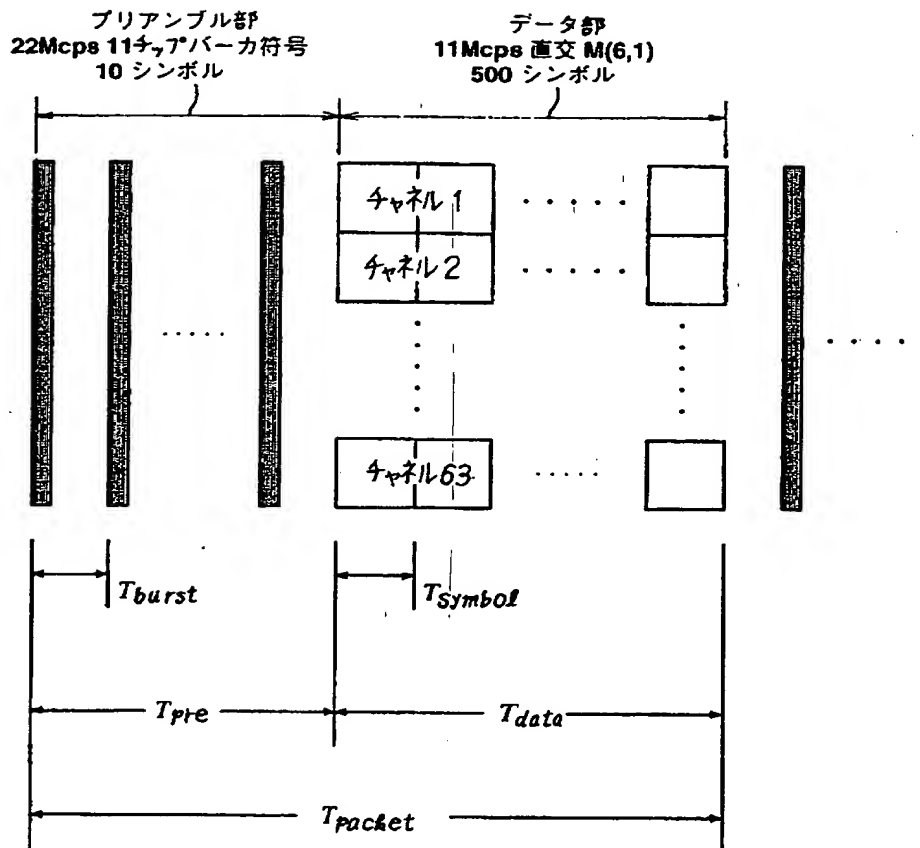 プリアンブル部
22Mcps 11チップバーカ符号
10 シンボル
データ部
11Mcps 直交 M(6,1)
500 シンボル
チャネル1
チャネル2
チャネル63
Tburst
Tsymbol
Tpre
Tdata
Tpacket